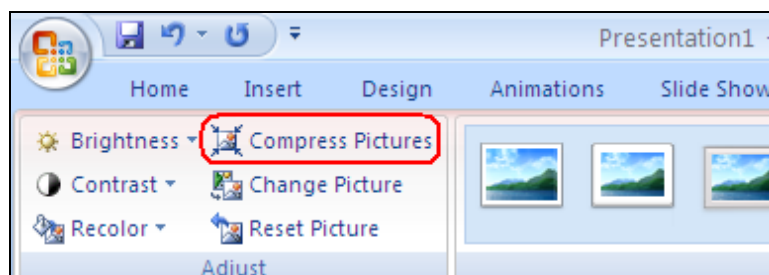 Presentation1 -
Home Insert Design Animations Slide Show
Brightness Compress Pictures
Contrast Change Picture
Recolor Reset Picture
Adjust